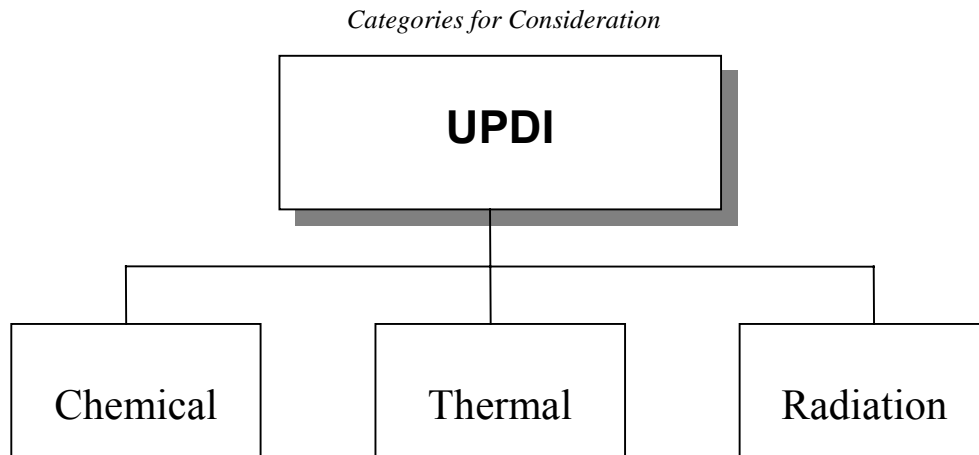 Categories for Consideration
UPDI
Chemical
Thermal
Radiation